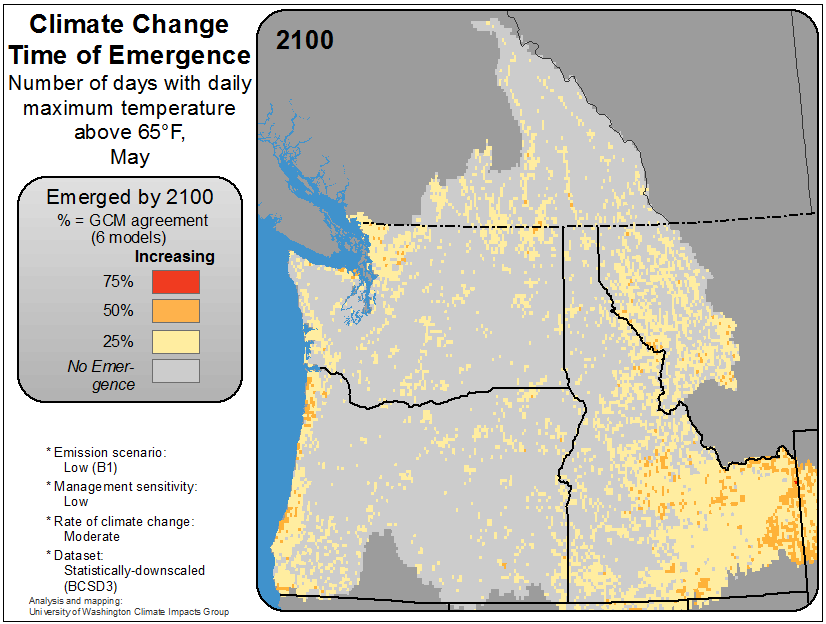 Climate Change
Time of Emergence
Number of days with daily
maximum temperature
above 65°F,
May
2100
Emerged by 2100
% = GCM agreement
(6 models)
Increasing
75%
50%
25%
No Emer-
gence
* Emission scenario:
Low (B1)
* Management sensitivity:
Low
* Rate of climate change:
Moderate
* Dataset:
Statistically-downscaled
(BCSD3)
Analysis and mapping:
University of Washington Climate Impacts Group